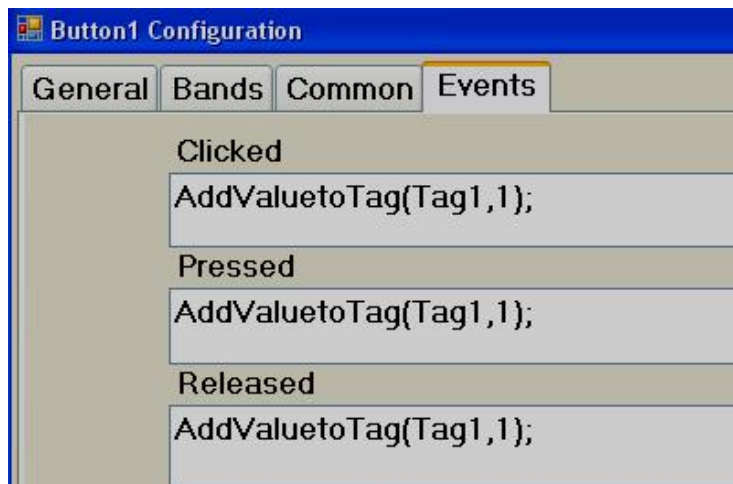 Button1 Configuration
General Bands Common Events
Clicked
AddValuetoTag(Tag1,1);
Pressed
AddValuetoTag(Tag1,1);
Released
AddValuetoTag(Tag1,1);